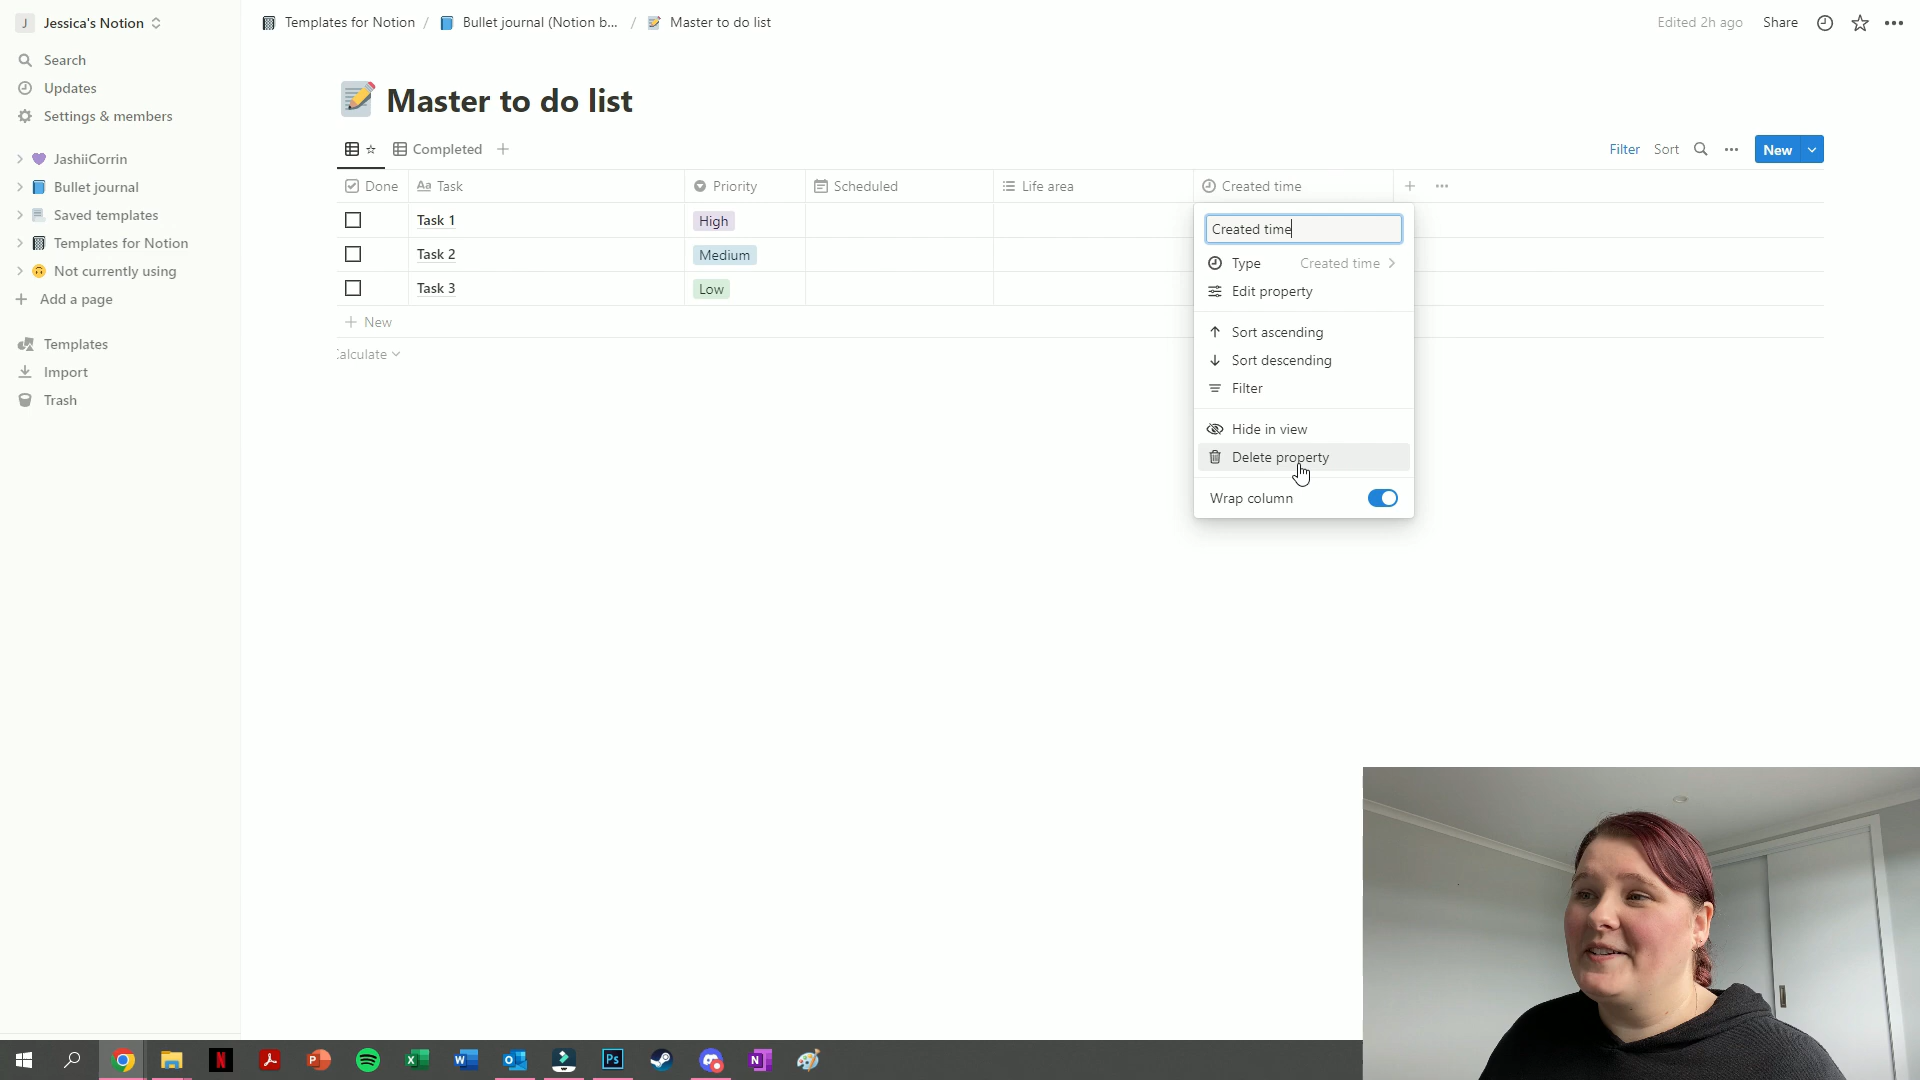 J Jessica's Notion
Search
Updates
Settings & members
JashiiCorrin
Bullet journal
Saved templates
Templates for Notion
Not currently using
Add a page
Templates
Import
Trash
Templates for Notion / Bullet journal (Notion b... / Master to do list
Edited 2h ago Share
Master to do list
Completed
Filter Sort New
Done Aa Task Priority Scheduled Life area Created time
Task 1 High
Task 2 Medium
Task 3 Low
New
Calculate
Created time
Type Created time
Edit property
Sort ascending
Sort descending
Filter
Hide in view
Delete property
Wrap column